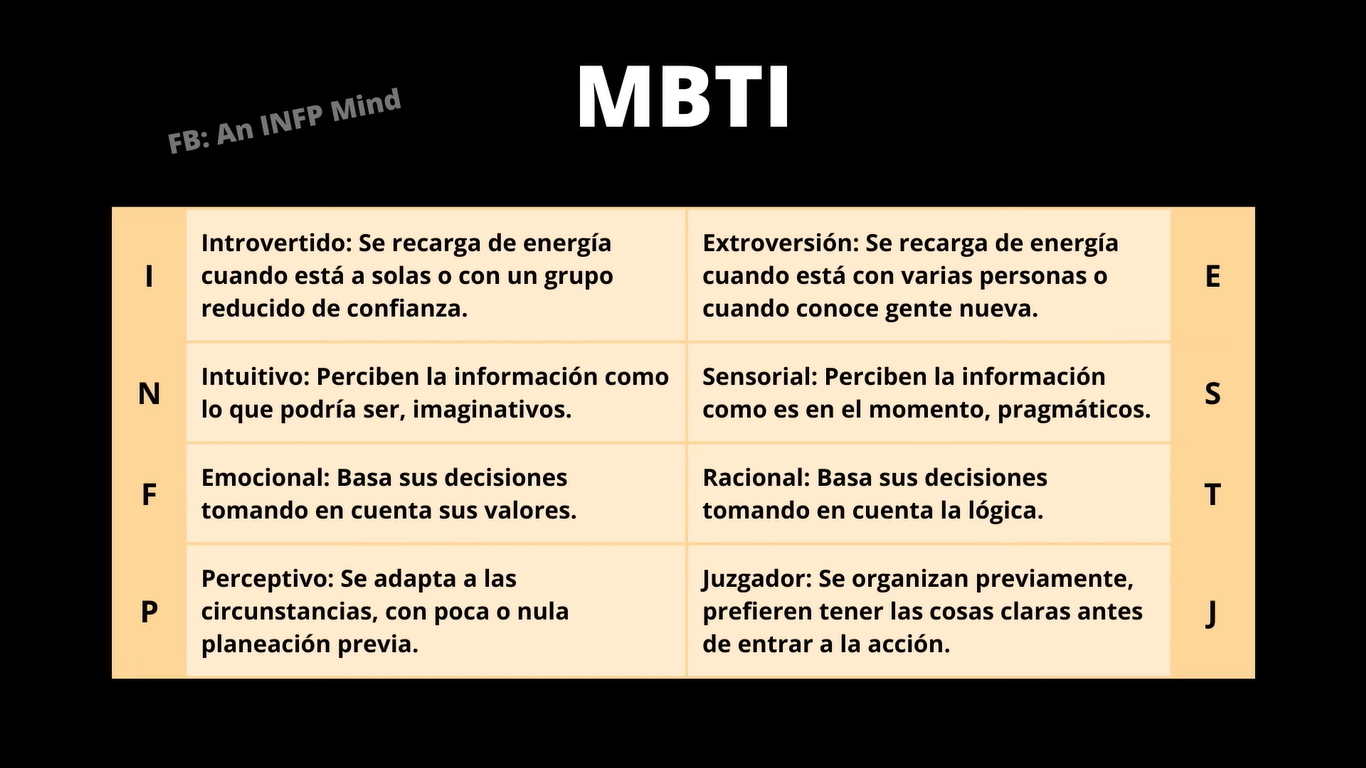 MBTI
FB: An INFP Mind
I
Introvertido: Se recarga de energía
cuando está a solas o con un grupo
reducido de confianza.
Extroversión: Se recarga de energía
cuando está con varias personas o
cuando conoce gente nueva.
E
N
Intuitivo: Perciben la información como
lo que podría ser, imaginativos.
Sensorial: Perciben la información
como es en el momento, pragmáticos.
S
F
Emocional: Basa sus decisiones
tomando en cuenta sus valores.
Racional: Basa sus decisiones
tomando en cuenta la lógica.
T
P
Perceptivo: Se adapta a las
circunstancias, con poca o nula
planeación previa.
Juzgador: Se organizan previamente,
prefieren tener las cosas claras antes
de entrar a la acción.
J